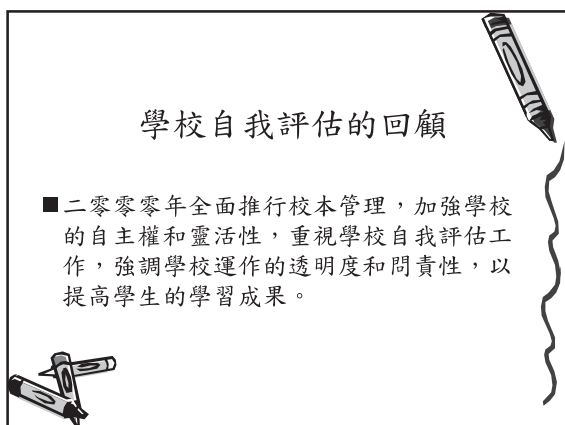 學校自我評估的回顧
■二零零零年全面推行校本管理，加強學校
的自主權和靈活性，重視學校自我評估工
作，強調學校運作的透明度和問責性，以
提高學生的學習成果。